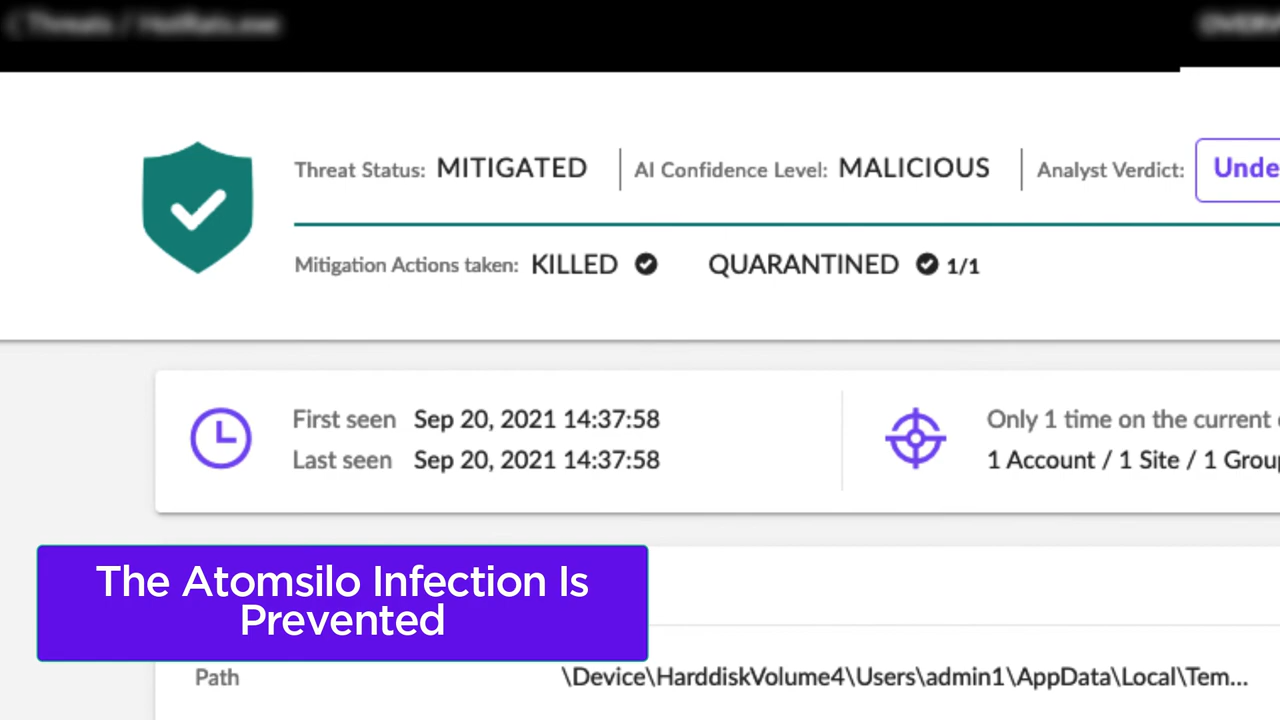 Threat Status: MITIGATED AI Confidence Level: MALICIOUS Analyst Verdict: Unde
Mitigation Actions taken: KILLED QUARANTINED 1/1
First seen Sep 20, 2021 14:37:58
Last seen Sep 20, 2021 14:37:58
Only 1 time on the current
1 Account / 1 Site / 1 Group
The Atomsilo Infection Is
Prevented
Path \Device\HarddiskVolume4\Users\admin1\AppData\Local\Tem...